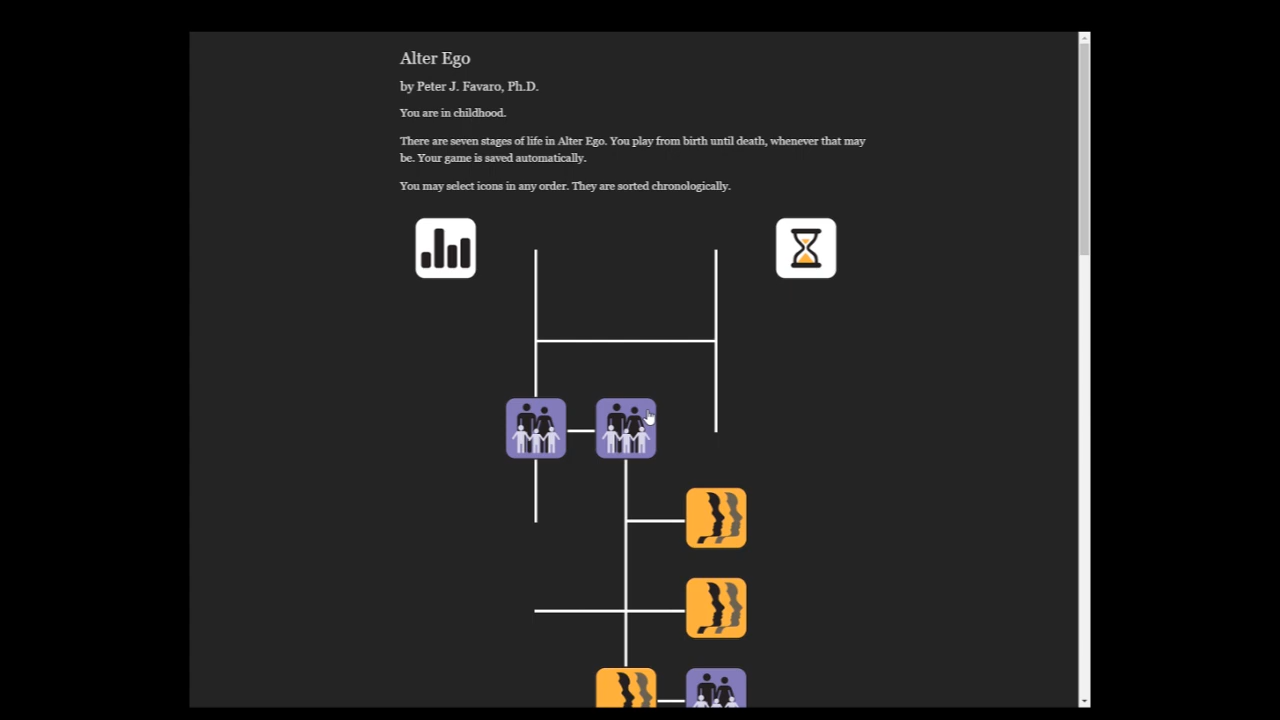 Alter Ego
by Peter J. Favaro, Ph.D.
You are in childhood.
There are seven stages of life in Alter Ego. You play from birth until death, whenever that may
be. Your game is saved automatically.
You may select icons in any order. They are sorted chronologically.